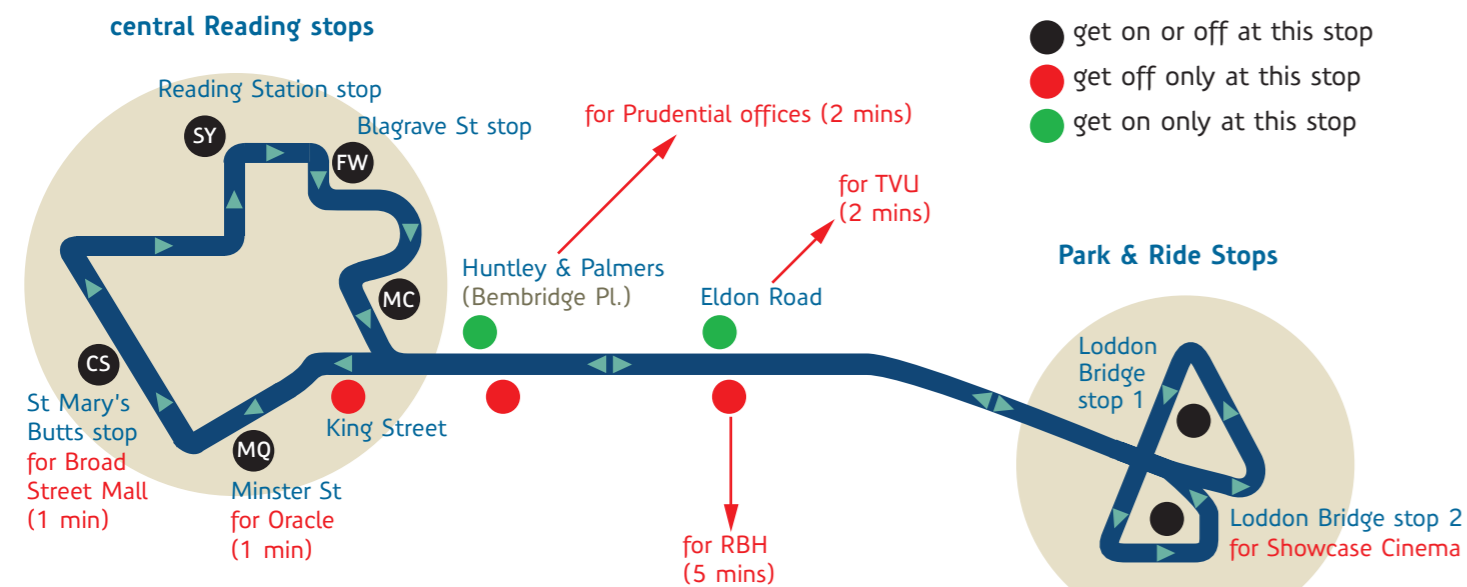 central Reading stops
get on or off at this stop
get off only at this stop
get on only at this stop
Reading Station stop
SY
Blagrave St stop
FW
for Prudential offices (2 mins)
for TVU
(2 mins)
Huntley & Palmers
(Bembridge Pl.)
Eldon Road
Park & Ride Stops
MC
CS
St Mary's
Butts stop
for Broad
Street Mall
(1 min)
MQ
Minster St
for Oracle
(1 min)
King Street
for RBH
(5 mins)
Loddon
Bridge
stop 1
Loddon Bridge stop 2
for Showcase Cinema